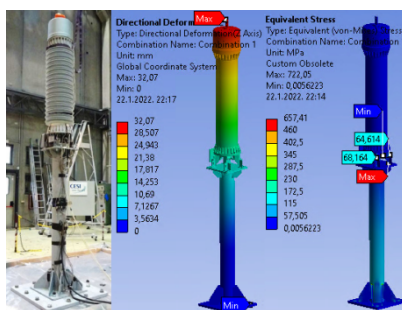 CESI
Directional Deform
Type: Directional Deformation(Z Axis)
Combination Name: Combination 1
Unit: mm
Global Coordinate System
Max: 32,07
Min: 0
22.1.2022. 22:17
32,07
28,507
24,943
21,38
17,817
14,253
10,69
7,1267
3,5634
0
Max
Min
Equivalent Stress
Type: Equivalent (von-Mises) Stress
Combination Name: Combination
Unit: MPa
Custom Obsolete
Max: 722,05
Min: 0,0056223
22.1.2022. 22:14
657,41
460
402,5
345
287,5
230
172,5
115
57,505
0,0056223
Min
64,614
68,164
Max